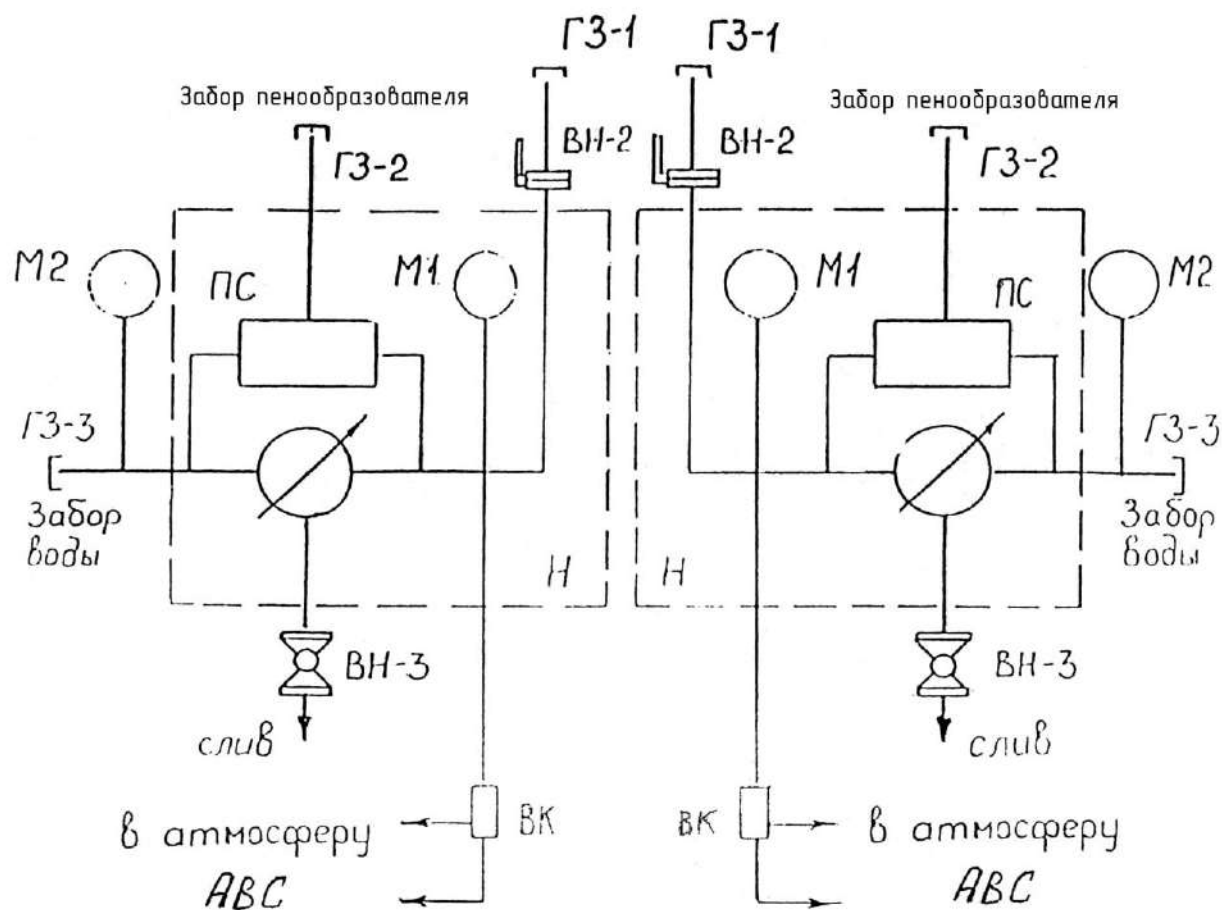 ГЗ-1 ГЗ-1
Забор пенообразователя Забор пенообразователя
ВН-2 ВН-2
ГЗ-2 ГЗ-2
М2 М1 М1 М2
ПС ПС
ГЗ-3 ГЗ-3
Забор воды Забор воды
Н Н
ВН-3 ВН-3
слив слив
ВК ВК
в атмосферу в атмосферу
АВС АВС